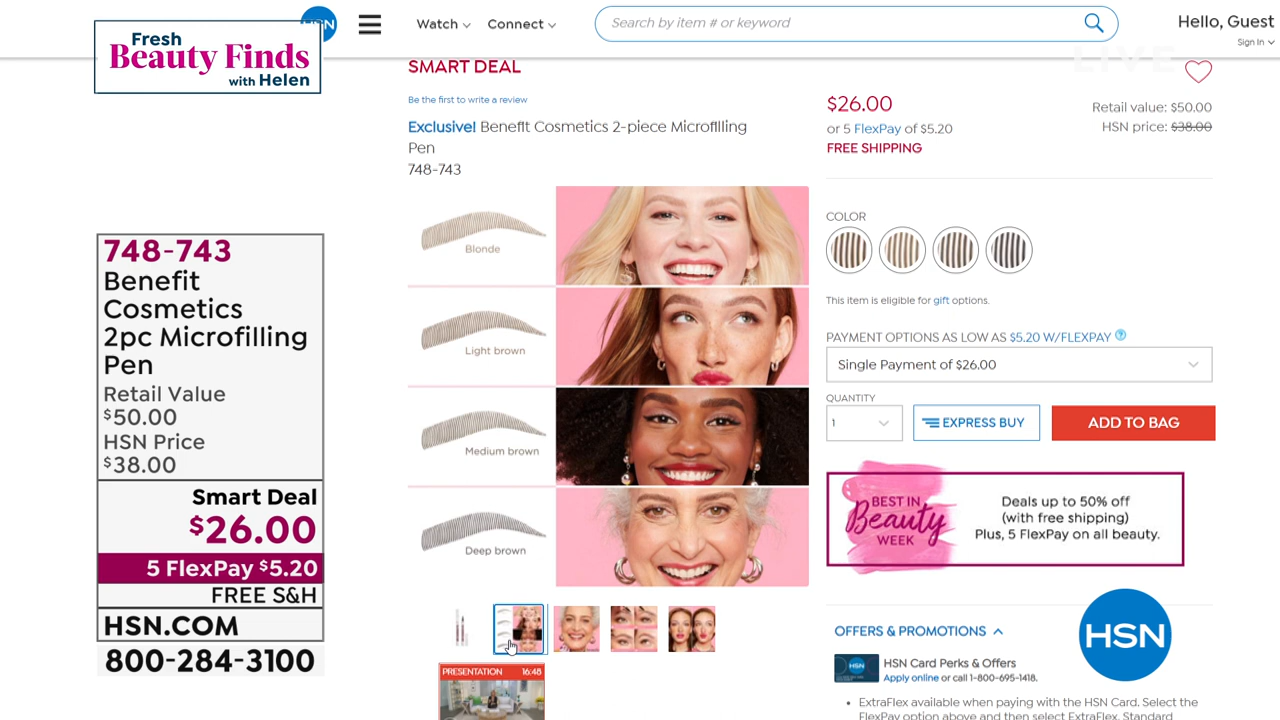 Fresh
Beauty Finds
with Helen
HSN
Watch
Connect
Search by item # or keyword
Hello, Guest
Sign In
LIVE
SMART DEAL
Be the first to write a review
Exclusive! Benefit Cosmetics 2-piece Microfilling
Pen
748-743
$26.00
or 5 FlexPay of $5.20
FREE SHIPPING
Retail value: $50.00
HSN price: $38.00
748-743
Benefit
Cosmetics
2pc Microfilling
Pen
Retail Value
$50.00
HSN Price
$38.00
Smart Deal
$26.00
5 FlexPay $5.20
FREE S&H
HSN.COM
800-284-3100
Blonde
Light brown
Medium brown
Deep brown
PRESENTATION 16:48
COLOR
This item is eligible for gift options.
PAYMENT OPTIONS AS LOW AS $5.20 W/FLEXPAY
Single Payment of $26.00
QUANTITY
1
EXPRESS BUY
ADD TO BAG
BEST IN
Beauty
WEEK
Deals up to 50% off
(with free shipping)
Plus, 5 FlexPay on all beauty.
OFFERS & PROMOTIONS
HSN
HSN
HSN Card Perks & Offers
Apply online or call 1-800-695-1418.
• ExtraFlex available when paying with the HSN Card. Select the
FlexPay option above and then select ExtraFlex. Standard